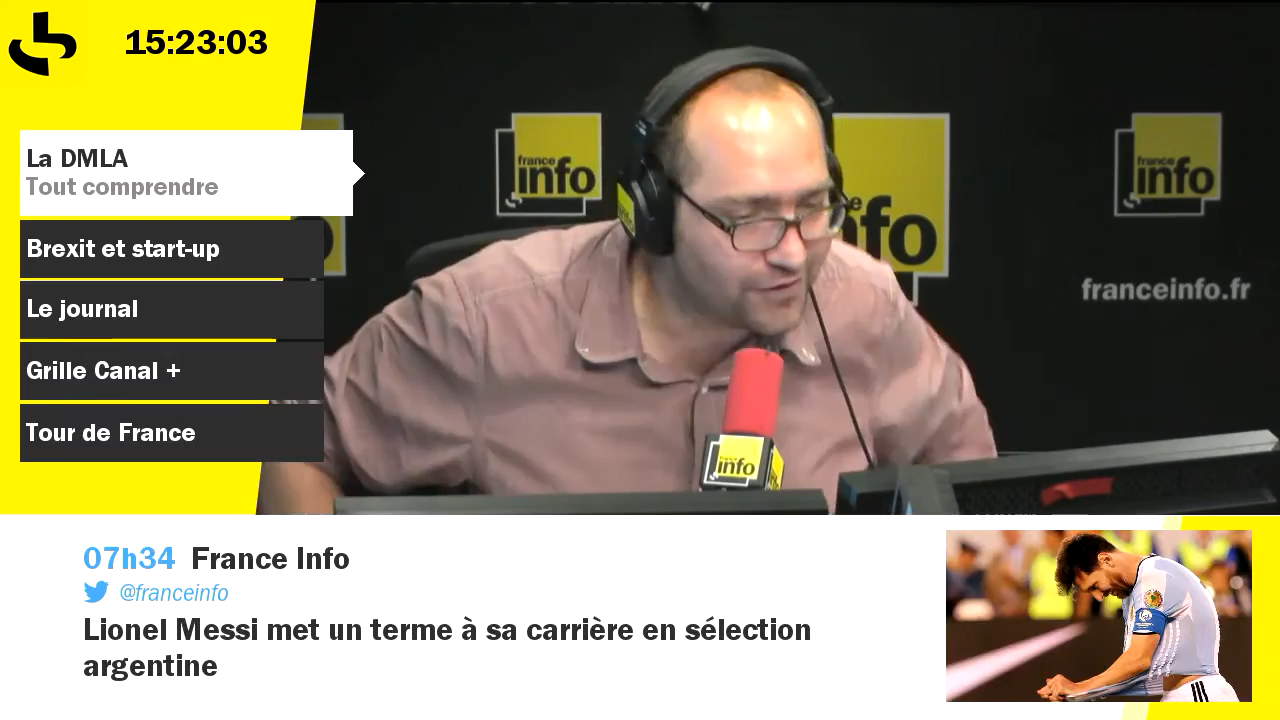 15:23:03
La DMLA
Tout comprendre
Brexit et start-up
Le journal
Grille Canal +
Tour de France
france
info
france
info
franceinfo.fr
france
info
07h34 France Info
@franceinfo
Lionel Messi met un terme à sa carrière en sélection
argentine